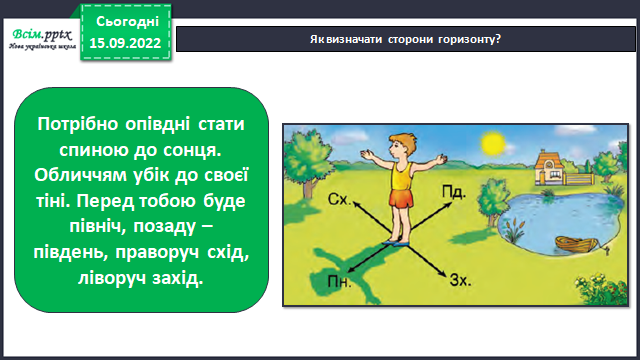 Всім.pptx
Нова українська школа
Сьогодні
15.09.2022
Як визначати сторони горизонту?
Потрібно опівдні стати
спиною до сонця.
Обличчям убік до своєї
тіні. Перед тобою буде
північ, позаду –
південь, праворуч схід,
ліворуч захід.
Сх.
Пд.
Пн.
Зх.